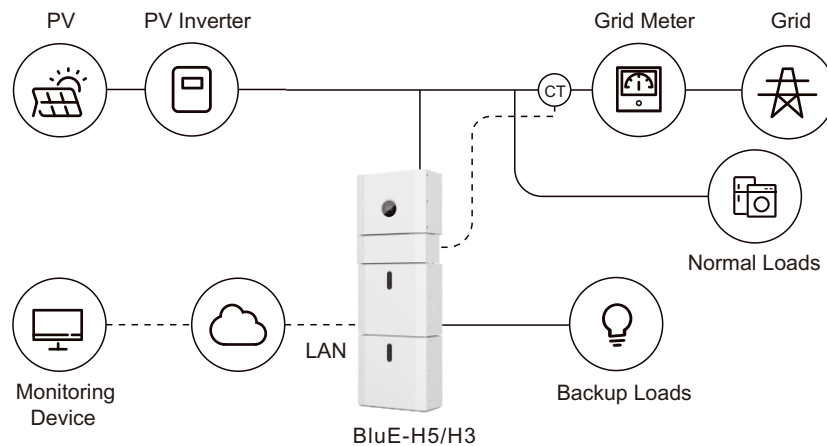 PV
PV Inverter
Grid Meter
Grid
CT
Normal Loads
LAN
Monitoring
Device
Backup Loads
BluE-H5/H3